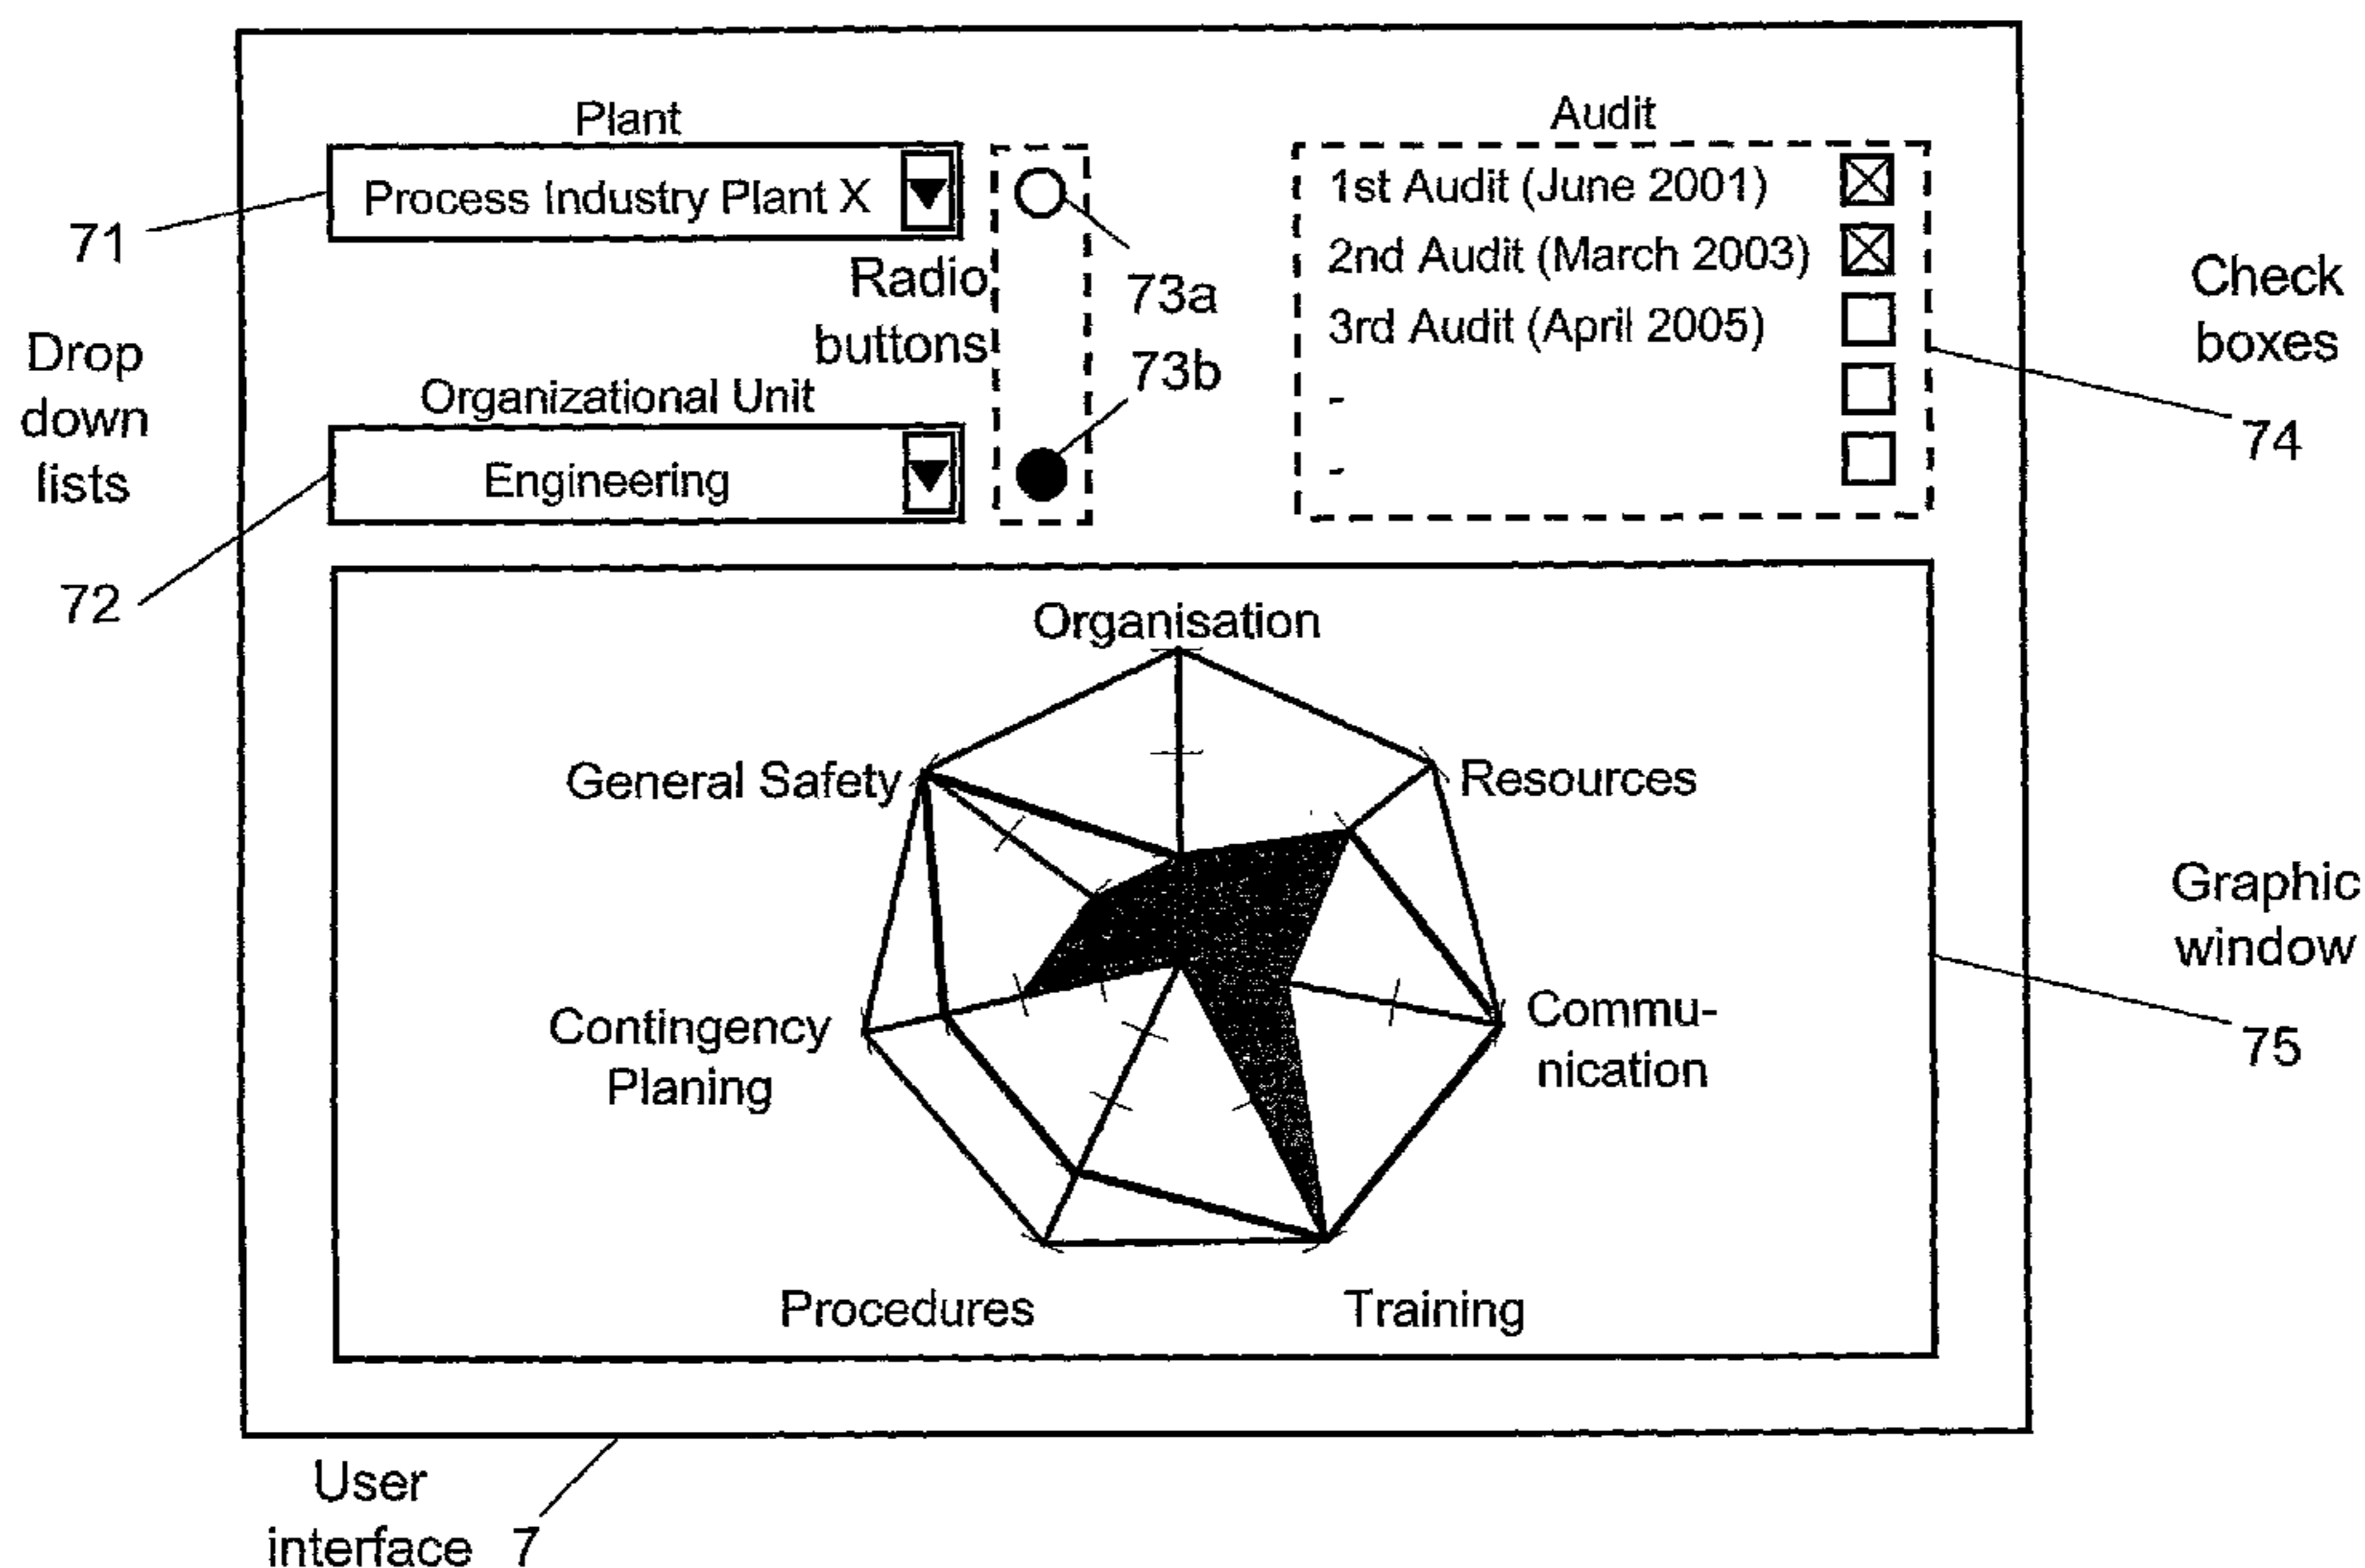 Plant
Process Industry Plant X
71
Radio
buttons
73a
73b
Audit
1st Audit (June 2001)
2nd Audit (March 2003)
3rd Audit (April 2005)
-
-
Check
boxes
74
Drop
down
lists
Organizational Unit
Engineering
72
Organisation
General Safety
Resources
Contingency
Planing
Commu-
nication
Procedures
Training
Graphic
window
75
User
interface 7